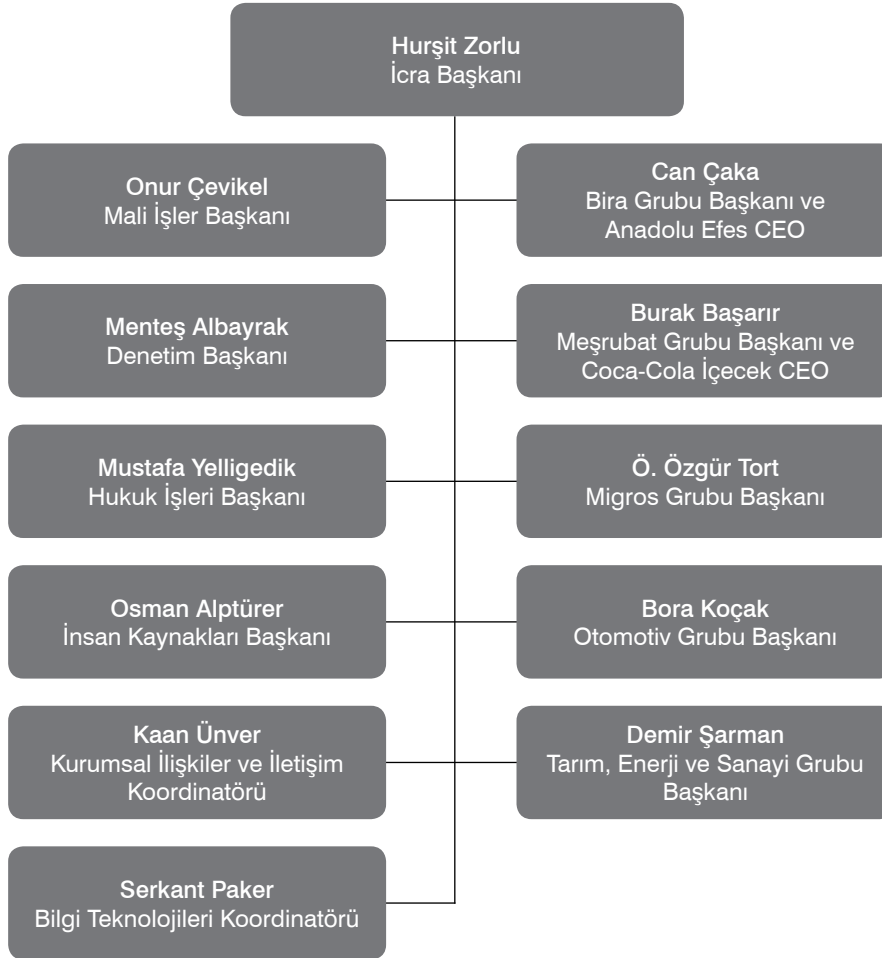 Hurşit Zorlu
İcra Başkanı
Onur Çevikel
Mali İşler Başkanı
Can Çaka
Bira Grubu Başkanı ve
Anadolu Efes CEO
Menteş Albayrak
Denetim Başkanı
Burak Başarır
Meşrubat Grubu Başkanı ve
Coca-Cola İçecek CEO
Mustafa Yelligedik
Hukuk İşleri Başkanı
Ö. Özgür Tort
Migros Grubu Başkanı
Osman Alptürer
İnsan Kaynakları Başkanı
Bora Koçak
Otomotiv Grubu Başkanı
Kaan Ünver
Kurumsal İlişkiler ve İletişim
Koordinatörü
Demir Şarman
Tarım, Enerji ve Sanayi Grubu
Başkanı
Serkant Paker
Bilgi Teknolojileri Koordinatörü